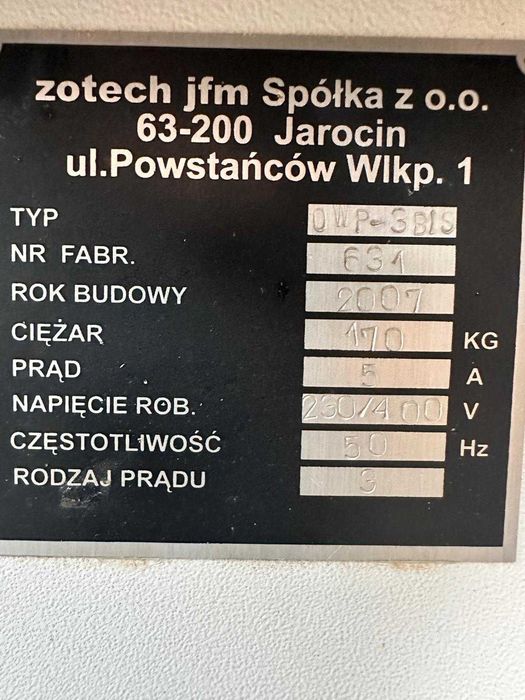 zotech jfm Spółka z o.o.
63-200 Jarocin
ul.Powstańców Wlkp. 1
TYP OWP-3BIS
NR FABR. 631
ROK BUDOWY 2007
CIĘŻAR 170 KG
PRĄD 5 A
NAPIĘCIE ROB. 230/400 V
CZĘSTOTLIWOŚĆ 50 Hz
RODZAJ PRĄDU 3